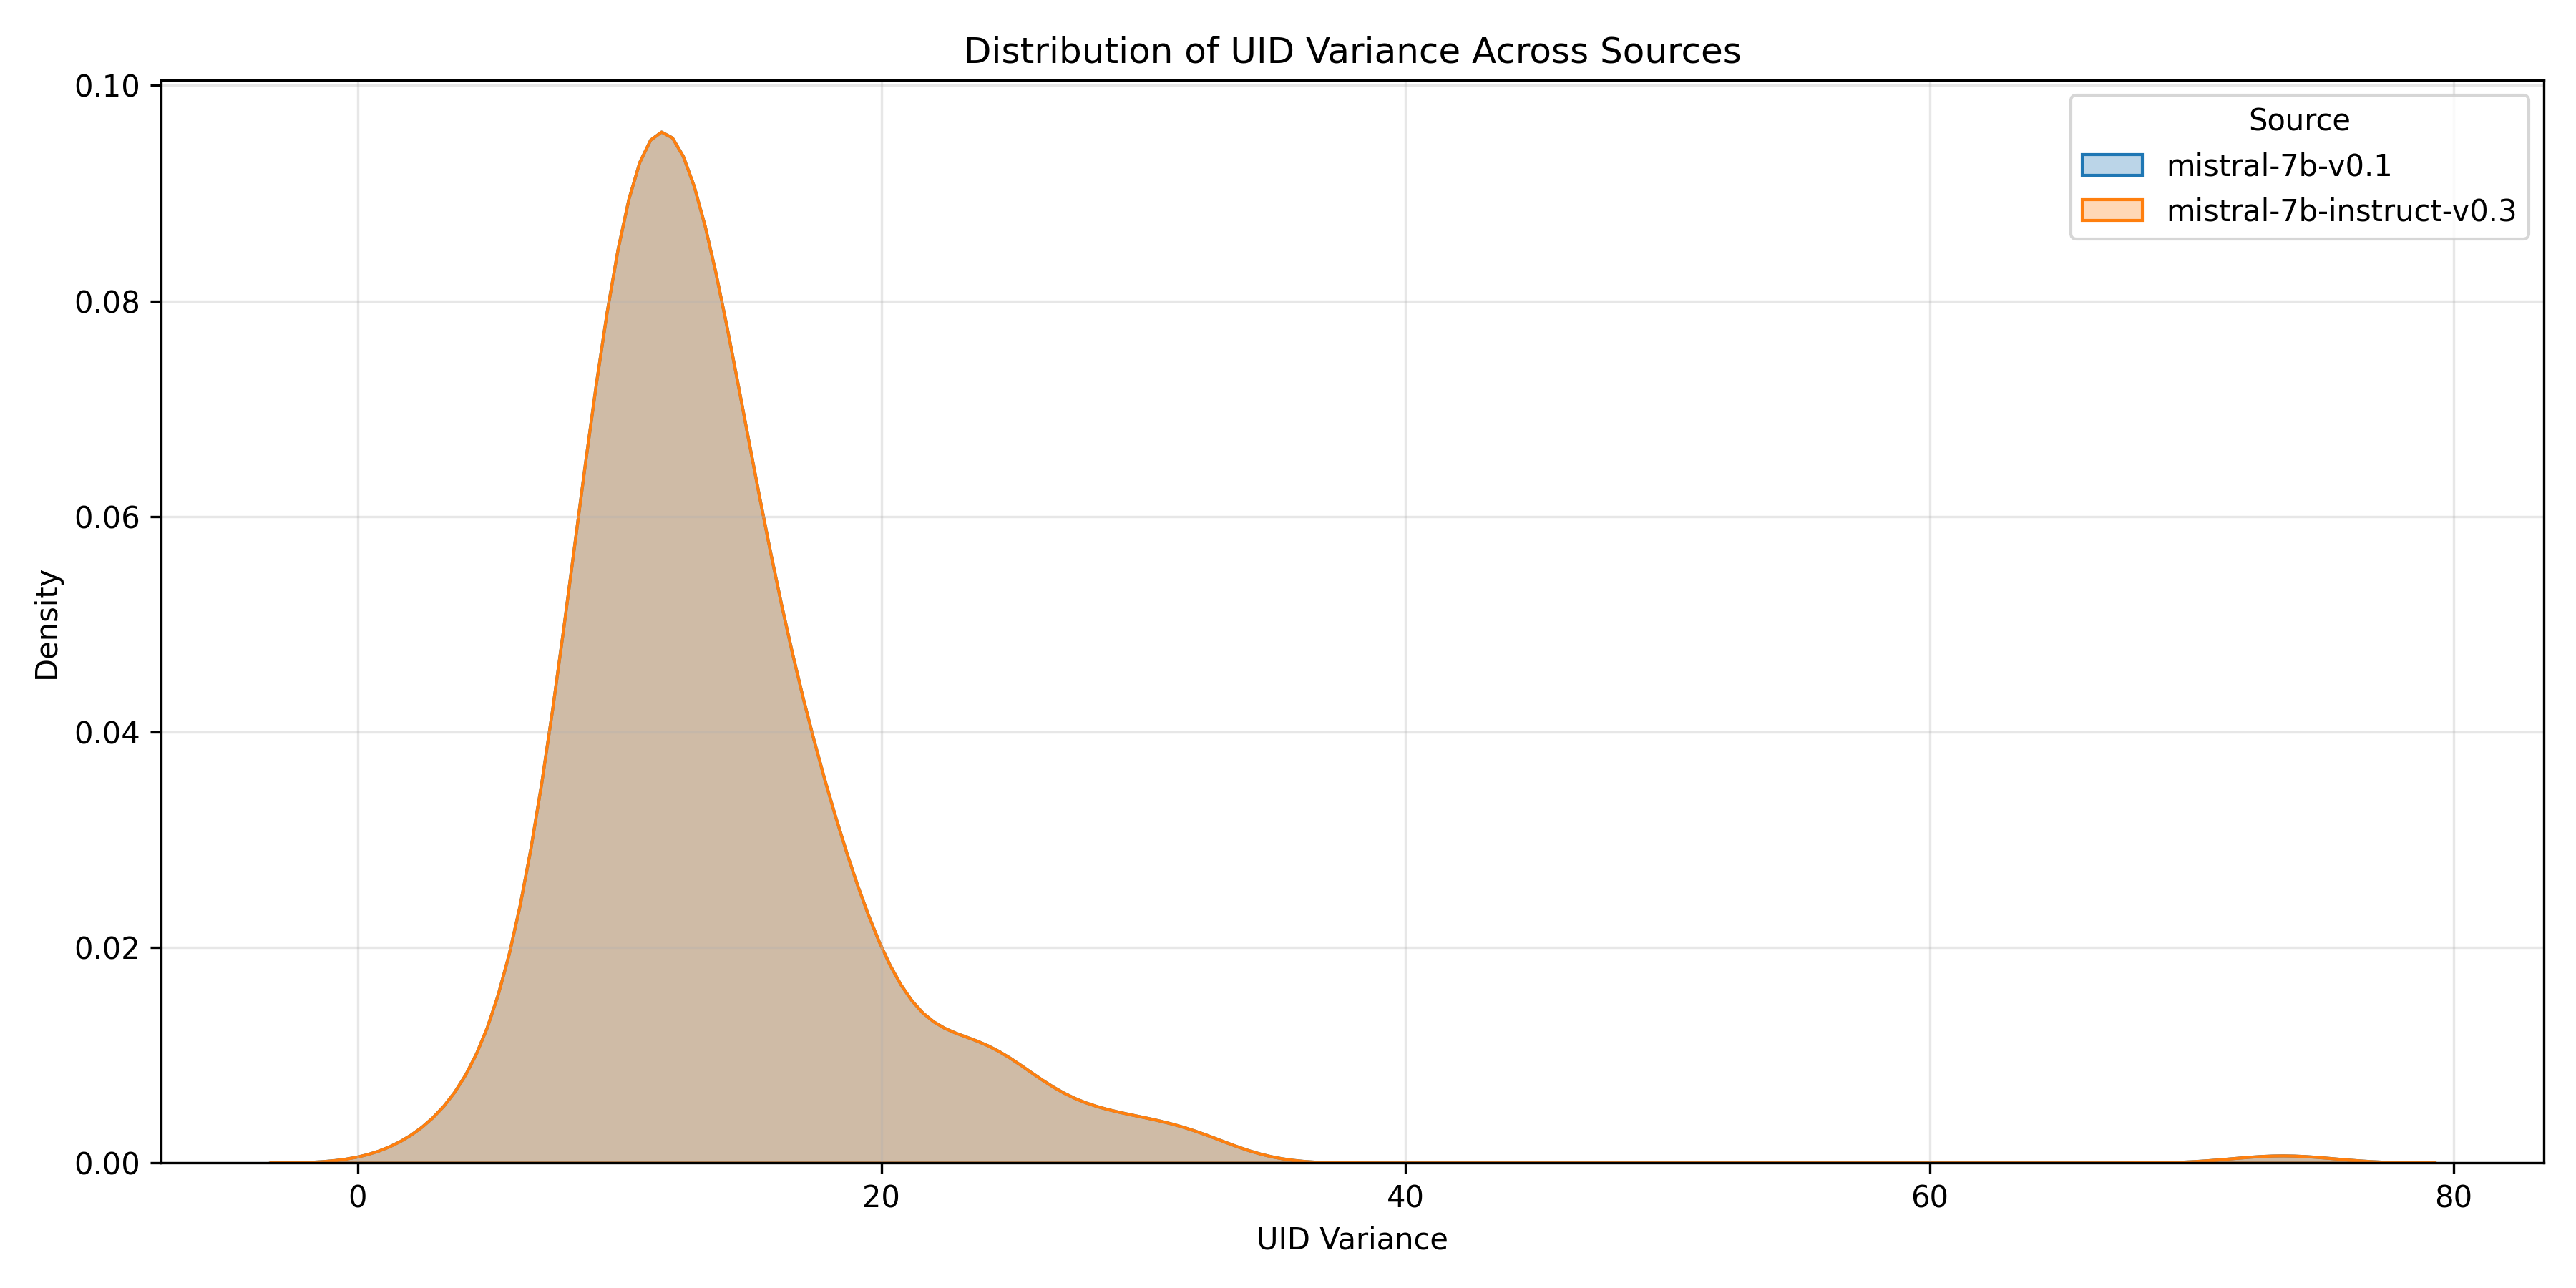 Distribution of UID Variance Across Sources
Source
mistral-7b-v0.1
mistral-7b-instruct-v0.3
Density
0.10
0.08
0.06
0.04
0.02
0.00
0 20 40 60 80
UID Variance